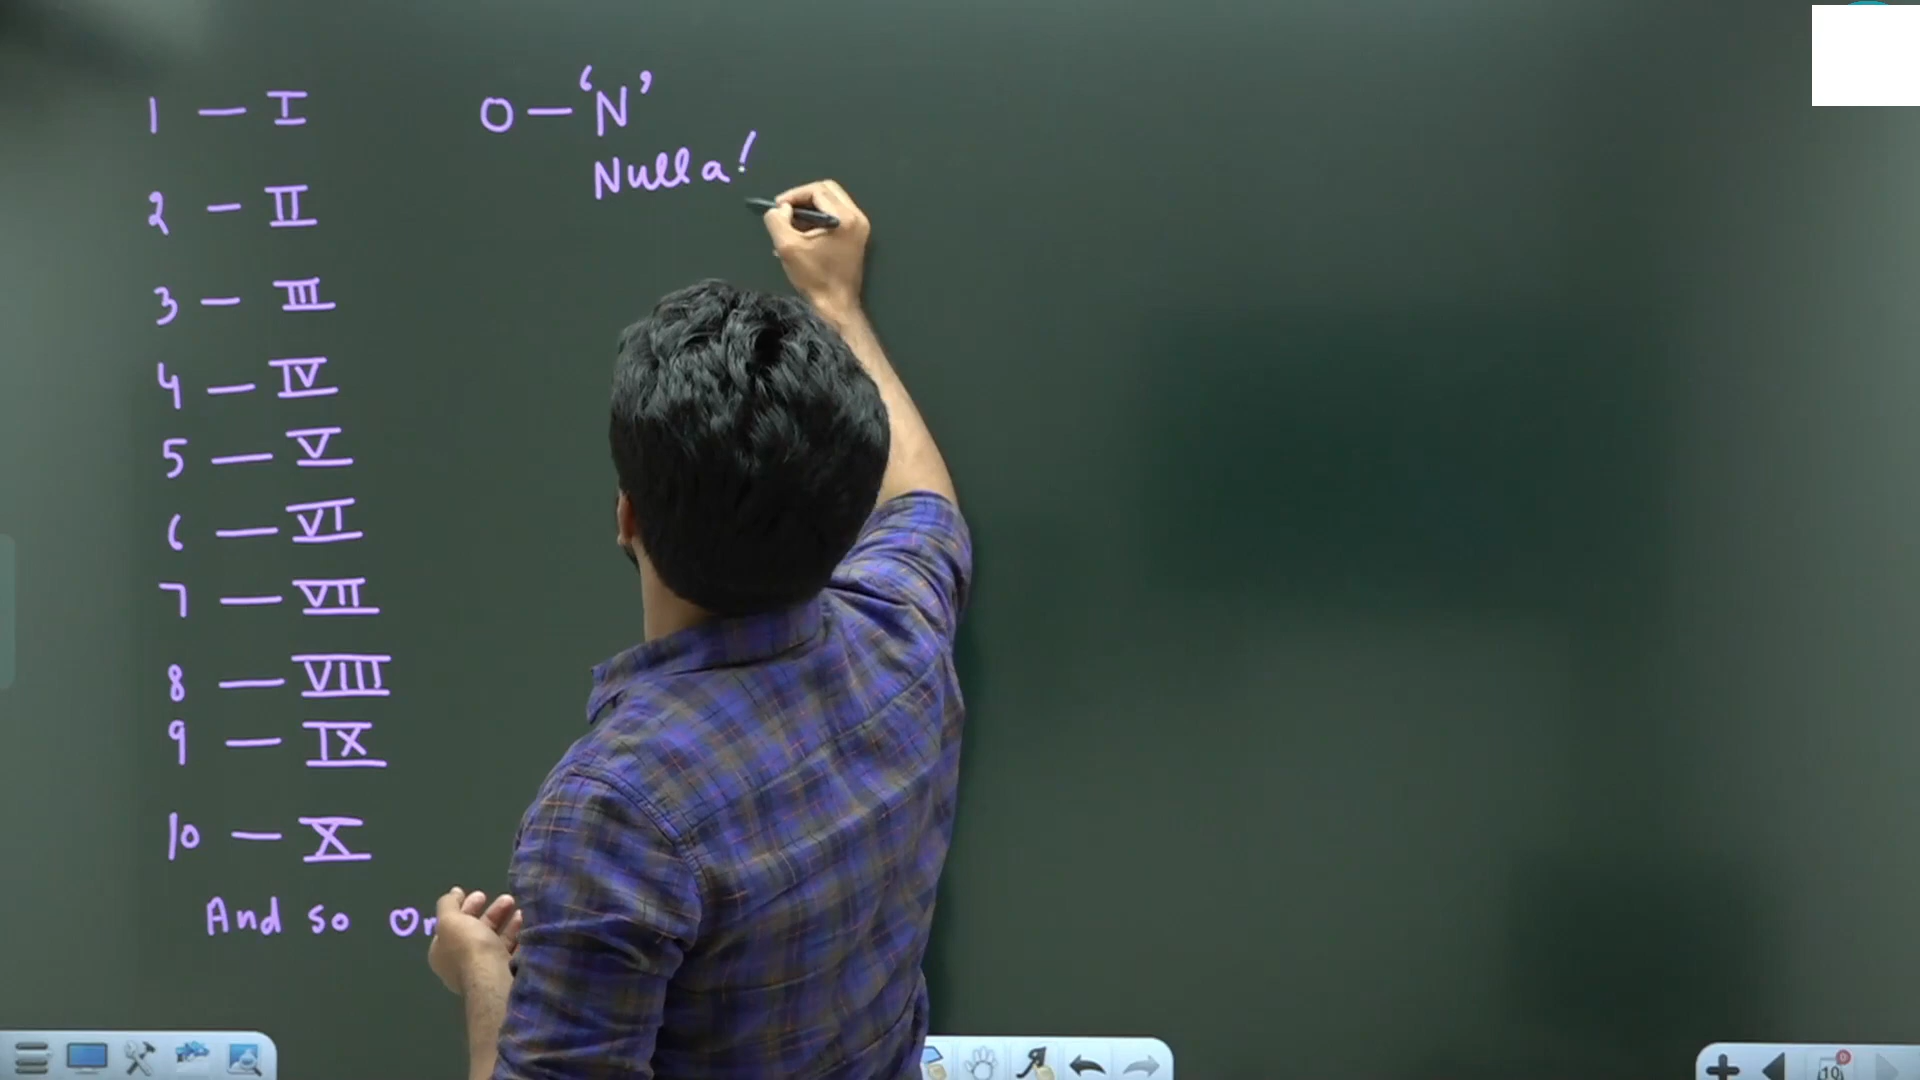 1 — I
2 — II
3 — III
4 — IV
5 — V
6 — VI
7 — VII
8 — VIII
9 — IX
10 — X
And so
0 — ‘N’
Nulla!
10